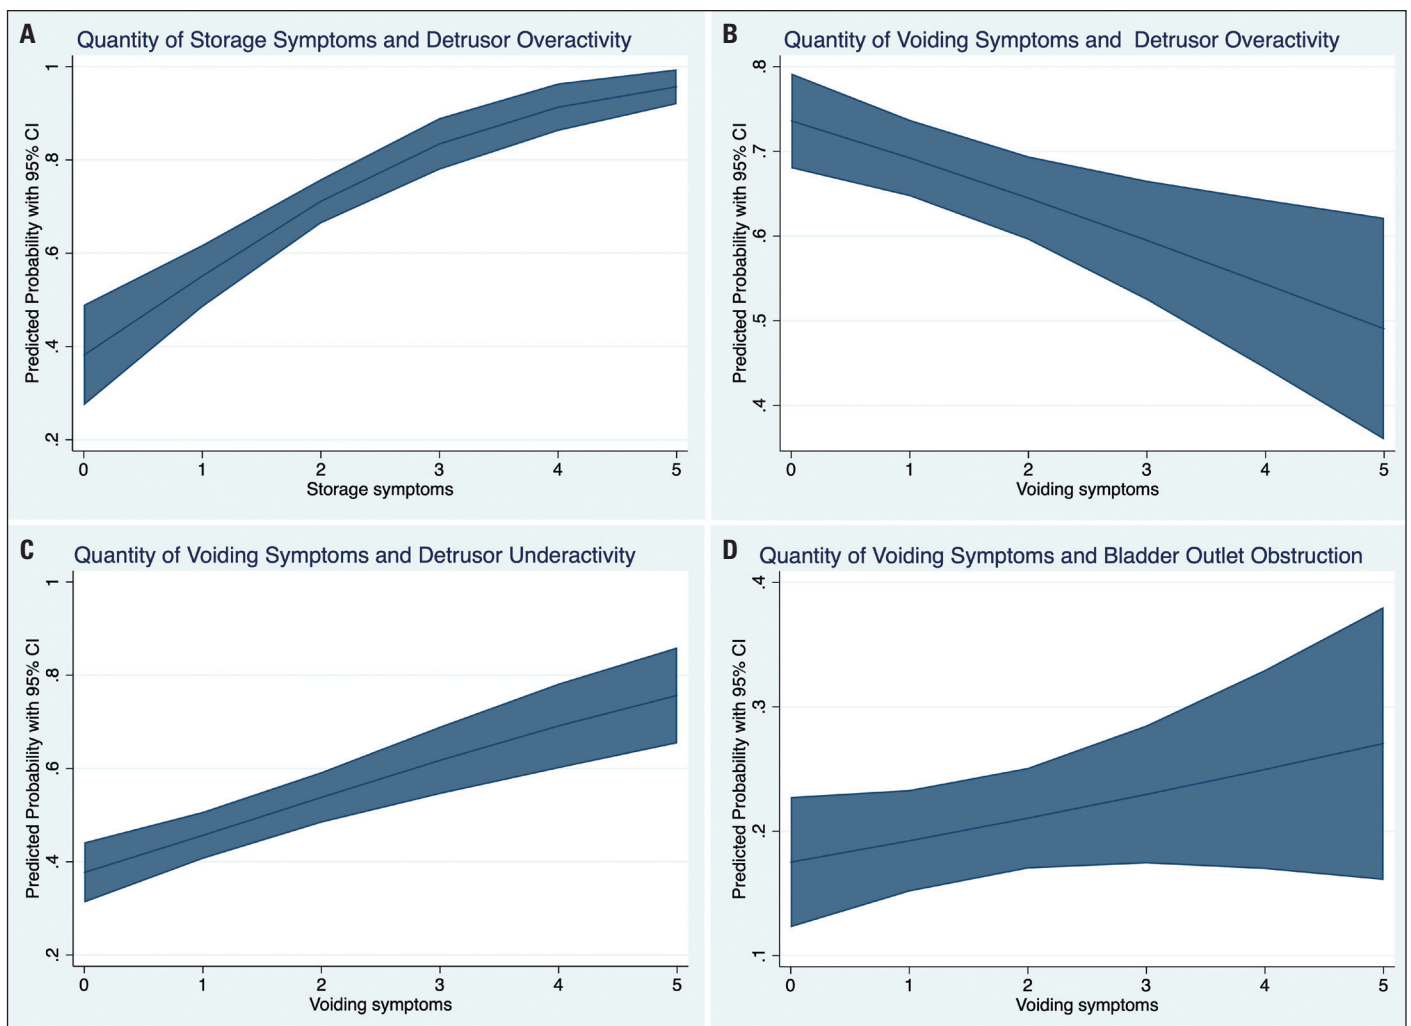 A
Quantity of Storage Symptoms and Detrusor Overactivity
Predicted Probability with 95% CI
1
.8
.6
.4
.2
0 1 2 3 4 5
Storage symptoms
B
Quantity of Voiding Symptoms and Detrusor Overactivity
Predicted Probability with 95% CI
.8
.7
.6
.5
.4
0 1 2 3 4 5
Voiding symptoms
C
Quantity of Voiding Symptoms and Detrusor Underactivity
Predicted Probability with 95% CI
1
.8
.6
.4
.2
0 1 2 3 4 5
Voiding symptoms
D
Quantity of Voiding Symptoms and Bladder Outlet Obstruction
Predicted Probability with 95% CI
.4
.3
.2
.1
0 1 2 3 4 5
Voiding symptoms